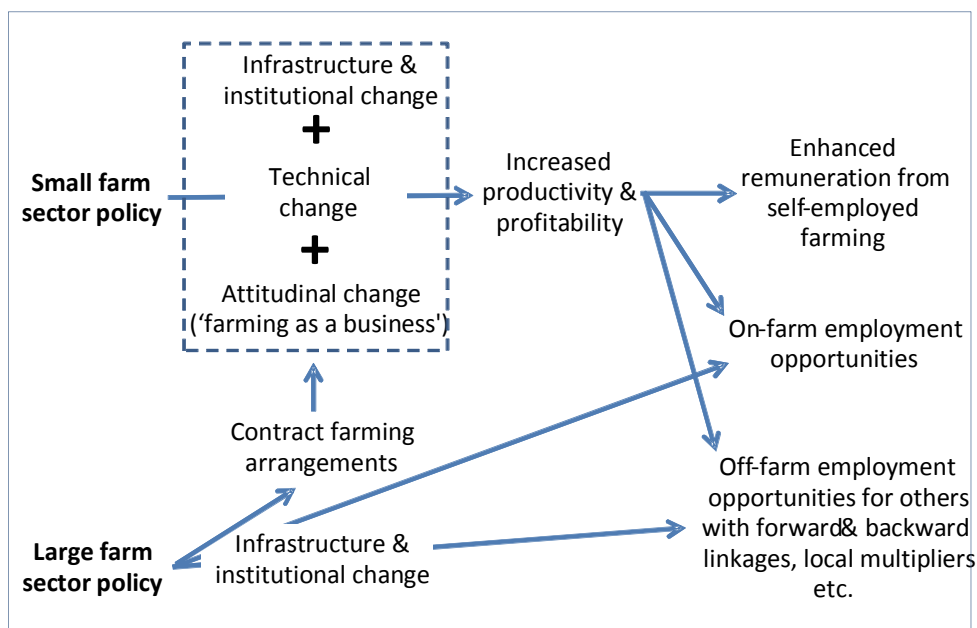 Infrastructure &
institutional change
+
Technical
change
+
Attitudinal change
(‘farming as a business')
Small farm
sector policy
Increased
productivity &
profitability
Enhanced
remuneration from
self-employed
farming
On-farm employment
opportunities
Contract farming
arrangements
Off-farm employment
opportunities for others
with forward& backward
linkages, local multipliers
etc.
Large farm
sector policy
Infrastructure &
institutional change